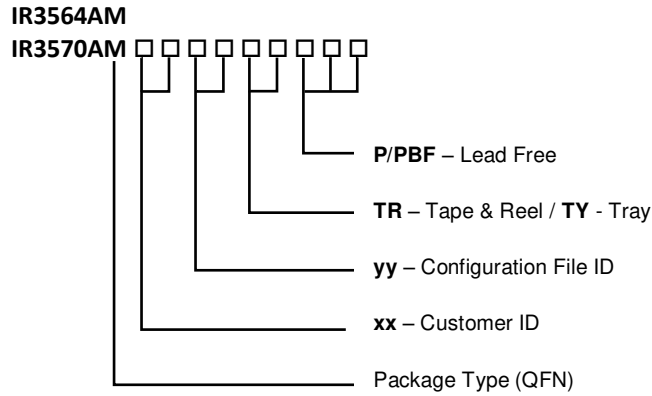 IR3564AM
IR3570AM □ □ □ □ □ □ □ □ □
P/PBF – Lead Free
TR – Tape & Reel / TY - Tray
yy – Configuration File ID
xx – Customer ID
Package Type (QFN)